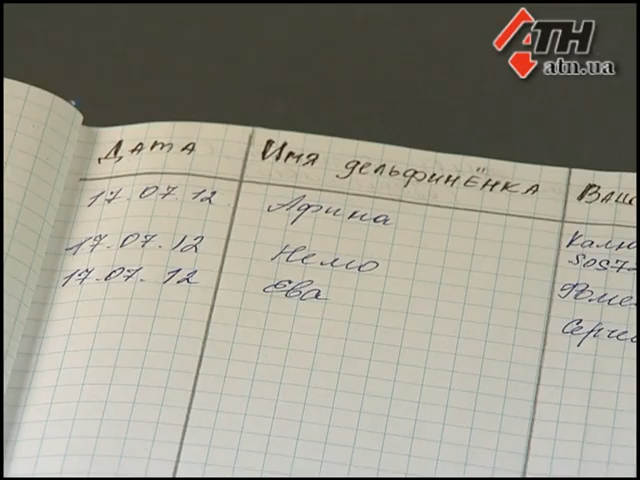 АТН
atn.ua
Дата Имя дельфинёнка
17.07.12 Афина
17.07.12 Немо
17.07.12 Ева